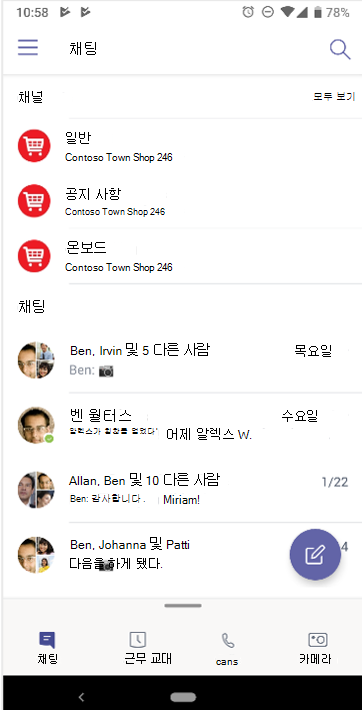 10:58 78%
채팅
채널 모두 보기
일반
Contoso Town Shop 246
공지 사항
Contoso Town Shop 246
온보드
Contoso Town Shop 246
채팅
Ben, Irvin 및 5 다른 사람 목요일
Ben:
벤 월터스 수요일
어제 알렉스 W.
Allan, Ben 및 10 다른 사람 1/22
Ben: 감사합니다. Miriam!
Ben, Johanna 및 Patti 4
다음을 하게 됐다.
채팅 근무 교대 cans 카메라